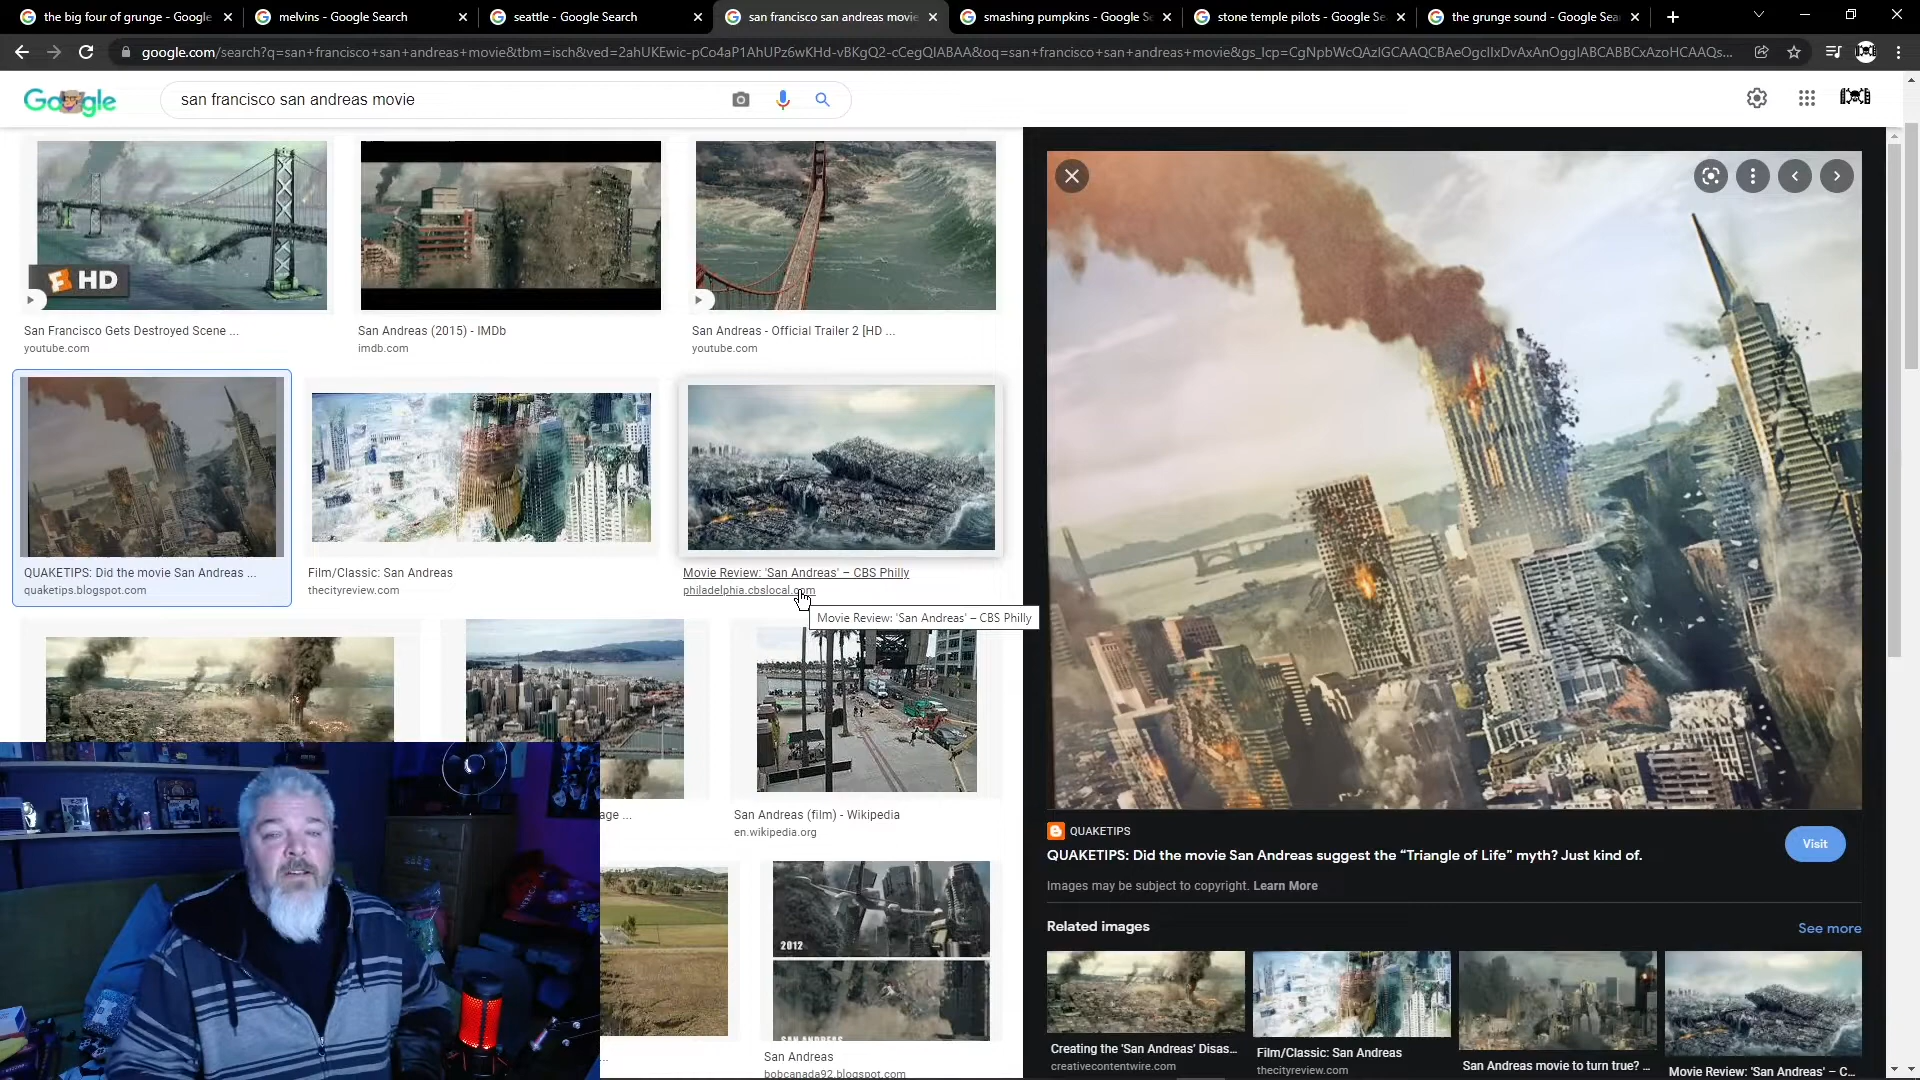 the big four of grunge - Google
melvins - Google Search
seattle - Google Search
san francisco san andreas movie
smashing pumpkins - Google S
stone temple pilots - Google Se
the grunge sound - Google Sea
google.com/search?q=san+francisco+san+andreas+movie&tbm=isch&ved=2ahUKEwic-pCo4aP1AhUPz6wKHd-vBKgQ2-cCegQIABAA&oq=san+francisco+san+andreas+movie&gs_lcp=CgNpbWcQAzIGCAAQCBAeOgcIIxDvAxAnOggIABCABBCxAzoHCAAQs...
Google
san francisco san andreas movie
HD
San Francisco Gets Destroyed Scene ...
youtube.com
San Andreas (2015) - IMDb
imdb.com
San Andreas - Official Trailer 2 [HD ...
youtube.com
QUAKETIPS: Did the movie San Andreas ...
quaketips.blogspot.com
Film/Classic: San Andreas
thecityreview.com
Movie Review: 'San Andreas' – CBS Philly
philadelphia.cbslocal.com
Movie Review: 'San Andreas' – CBS Philly
age ...
San Andreas (film) - Wikipedia
en.wikipedia.org
2012
SAN ANDREAS
...
San Andreas
bobcanada92.blogspot.com
QUAKETIPS
QUAKETIPS: Did the movie San Andreas suggest the “Triangle of Life” myth? Just kind of.
Visit
Images may be subject to copyright. Learn More
Related images
See more
Creating the 'San Andreas' Disas...
creativecontentwire.com
Film/Classic: San Andreas
thecityreview.com
San Andreas movie to turn true? ...
Movie Review: 'San Andreas' – C...